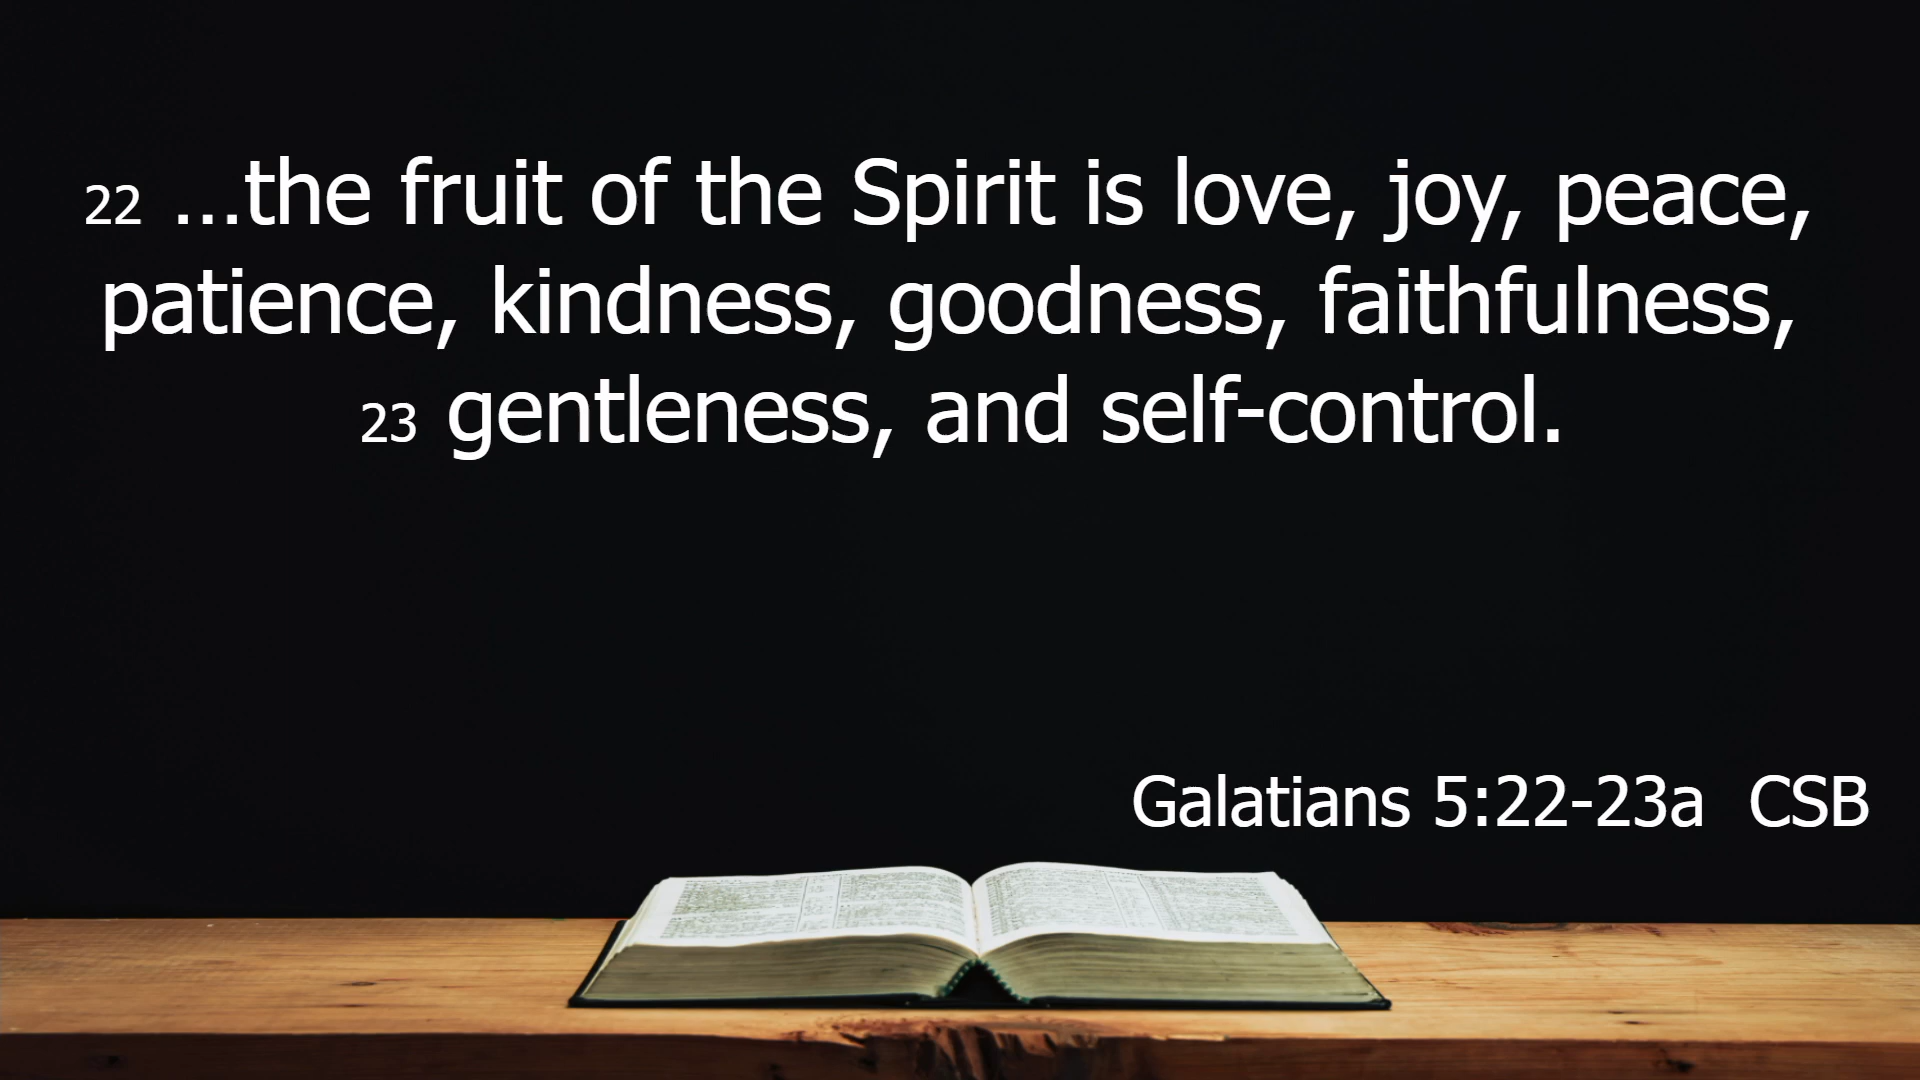 22 ...the fruit of the Spirit is love, joy, peace,
patience, kindness, goodness, faithfulness,
23 gentleness, and self-control.
Galatians 5:22-23a  CSB